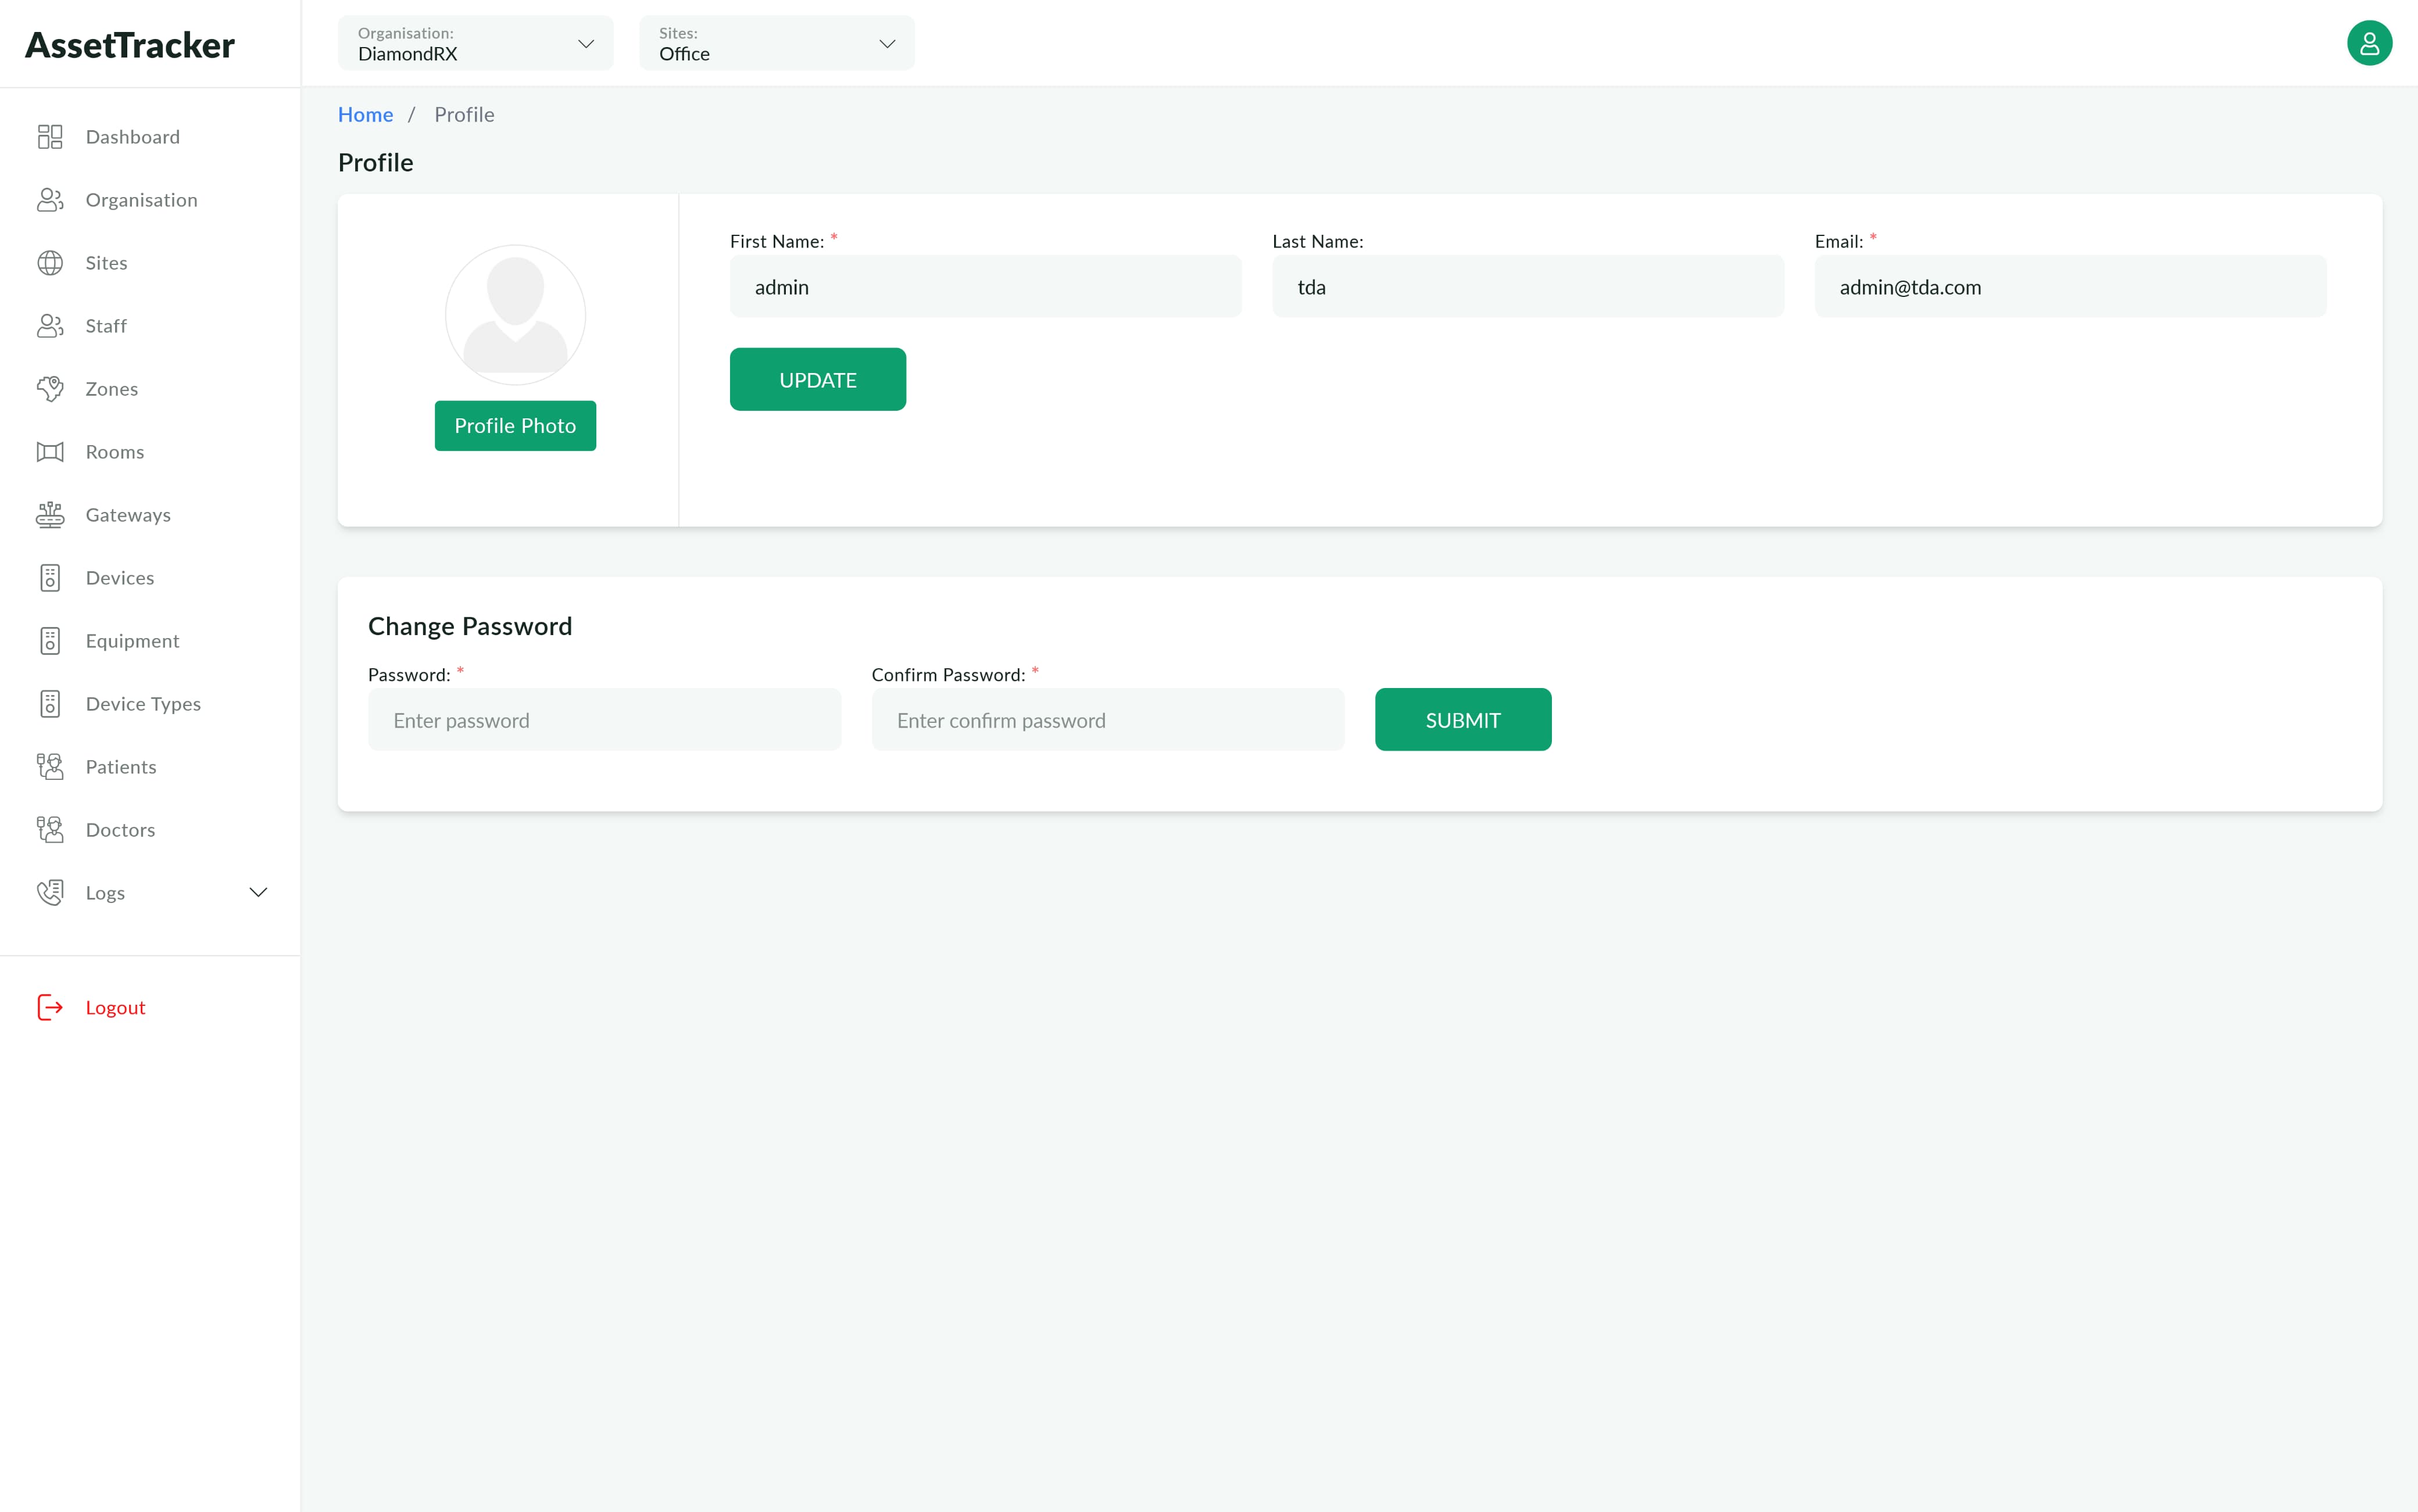 AssetTracker
Organisation:
DiamondRX
Sites:
Office
Dashboard
Organisation
Sites
Staff
Zones
Rooms
Gateways
Devices
Equipment
Device Types
Patients
Doctors
Logs
Logout
Home / Profile
Profile
Profile Photo
First Name: *
admin
Last Name:
tda
Email: *
admin@tda.com
UPDATE
Change Password
Password: *
Enter password
Confirm Password: *
Enter confirm password
SUBMIT